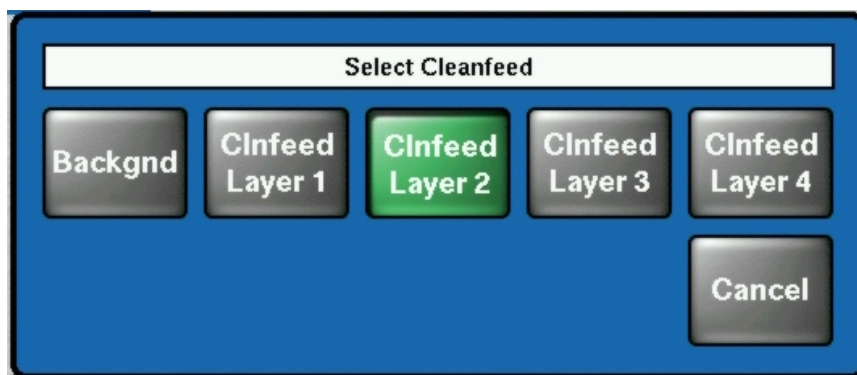 Select Cleanfeed
Backgnd
Clnfeed
Layer 1
Clnfeed
Layer 2
Clnfeed
Layer 3
Clnfeed
Layer 4
Cancel